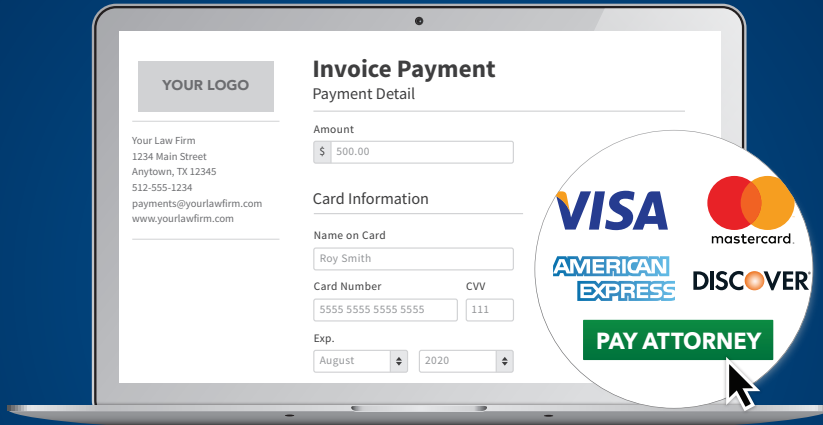 YOUR LOGO
Your Law Firm
1234 Main Street
Anytown, TX 12345
512-555-1234
payments@yourlawfirm.com
www.yourlawfirm.com
Invoice Payment
Payment Detail
Amount
$ 500.00
Card Information
Name on Card
Roy Smith
Card Number CVV
5555 5555 5555 5555 111
Exp.
August 2020
VISA
mastercard.
AMERICAN
EXPRESS
DISCOVER
PAY ATTORNEY